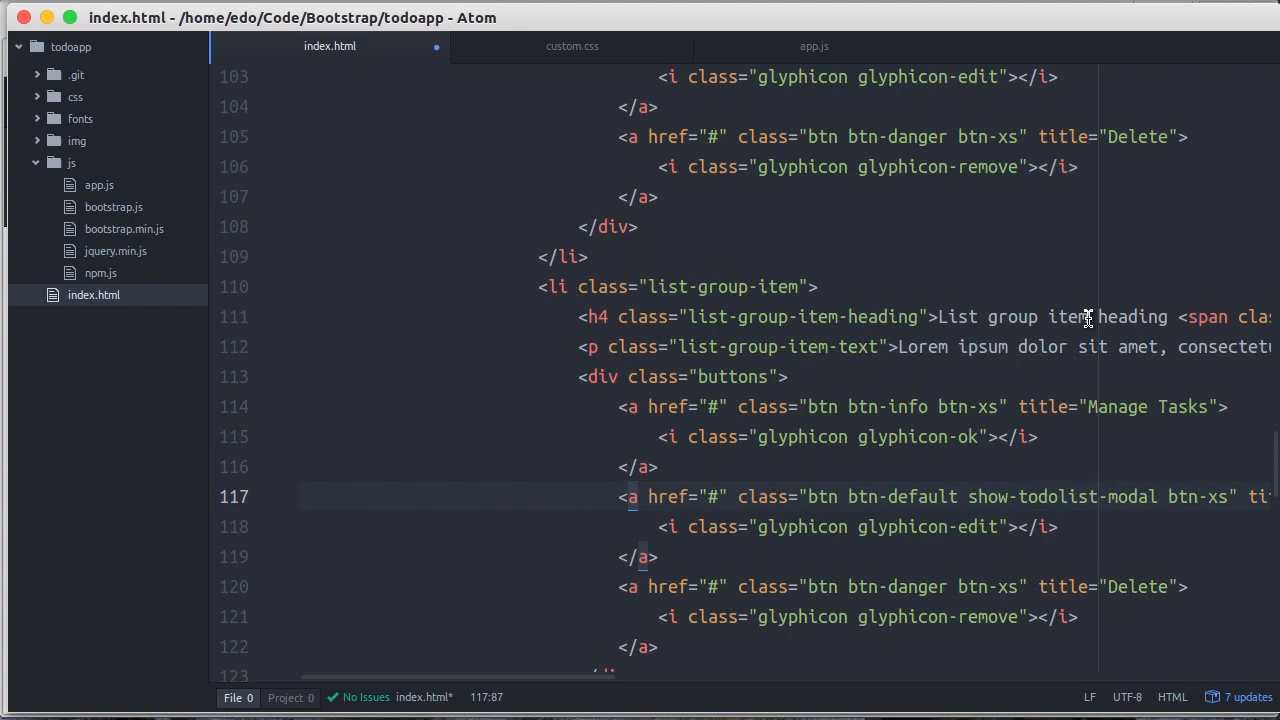 index.html - /home/edo/Code/Bootstrap/todoapp - Atom
todoapp
.git
css
fonts
img
js
app.js
bootstrap.js
bootstrap.min.js
jquery.min.js
npm.js
index.html
index.html custom.css app.js
103 <i class="glyphicon glyphicon-edit"></i>
104 </a>
105 <a href="#" class="btn btn-danger btn-xs" title="Delete">
106 <i class="glyphicon glyphicon-remove"></i>
107 </a>
108 </div>
109 </li>
110 <li class="list-group-item">
111 <h4 class="list-group-item-heading">List group item heading <span clas
112 <p class="list-group-item-text">Lorem ipsum dolor sit amet, consectetu
113 <div class="buttons">
114 <a href="#" class="btn btn-info btn-xs" title="Manage Tasks">
115 <i class="glyphicon glyphicon-ok"></i>
116 </a>
117 <a href="#" class="btn btn-default show-todolist-modal btn-xs" tit
118 <i class="glyphicon glyphicon-edit"></i>
119 </a>
120 <a href="#" class="btn btn-danger btn-xs" title="Delete">
121 <i class="glyphicon glyphicon-remove"></i>
122 </a>
123
File 0 Project 0 No Issues index.html* 117:87 LF UTF-8 HTML 7 updates